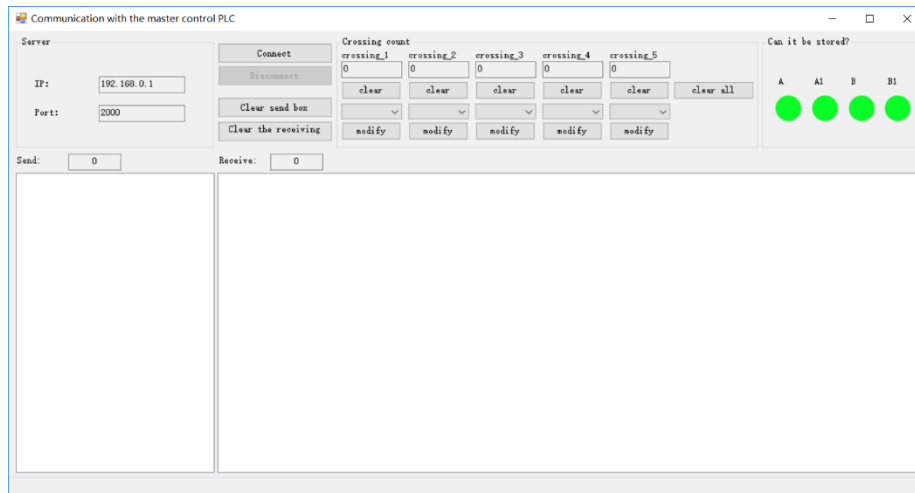 Communication with the master control PLC
Server
IP: 192.168.0.1
Port: 2000
Connect
Disconnect
Clear send box
Clear the receiving
Crossing count
crossing_1 crossing_2 crossing_3 crossing_4 crossing_5
0 0 0 0 0
clear clear clear clear clear clear all
modify modify modify modify modify
Can it be stored?
A A1 B B1
Send: 0
Receive: 0